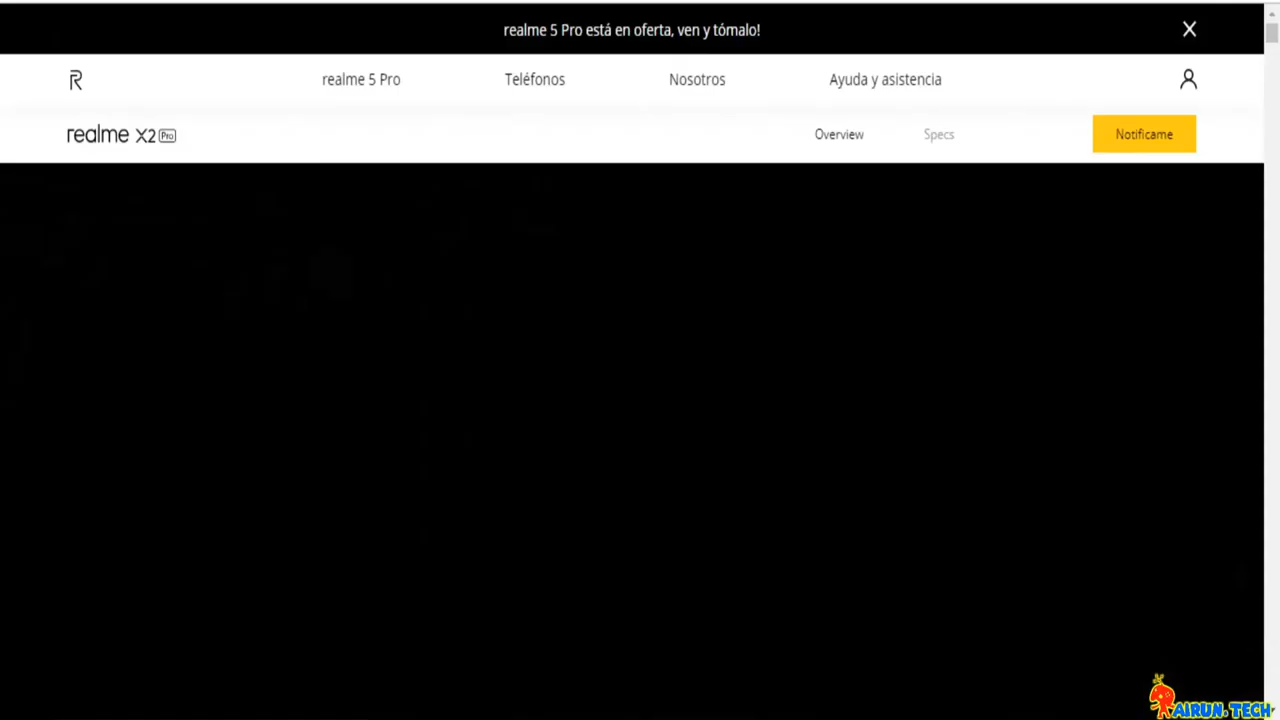 realme 5 Pro está en oferta, ven y tómalo!
realme 5 Pro Teléfonos Nosotros Ayuda y asistencia
realme X2 Pro Overview Specs Notifícame
AIRUN.TECH